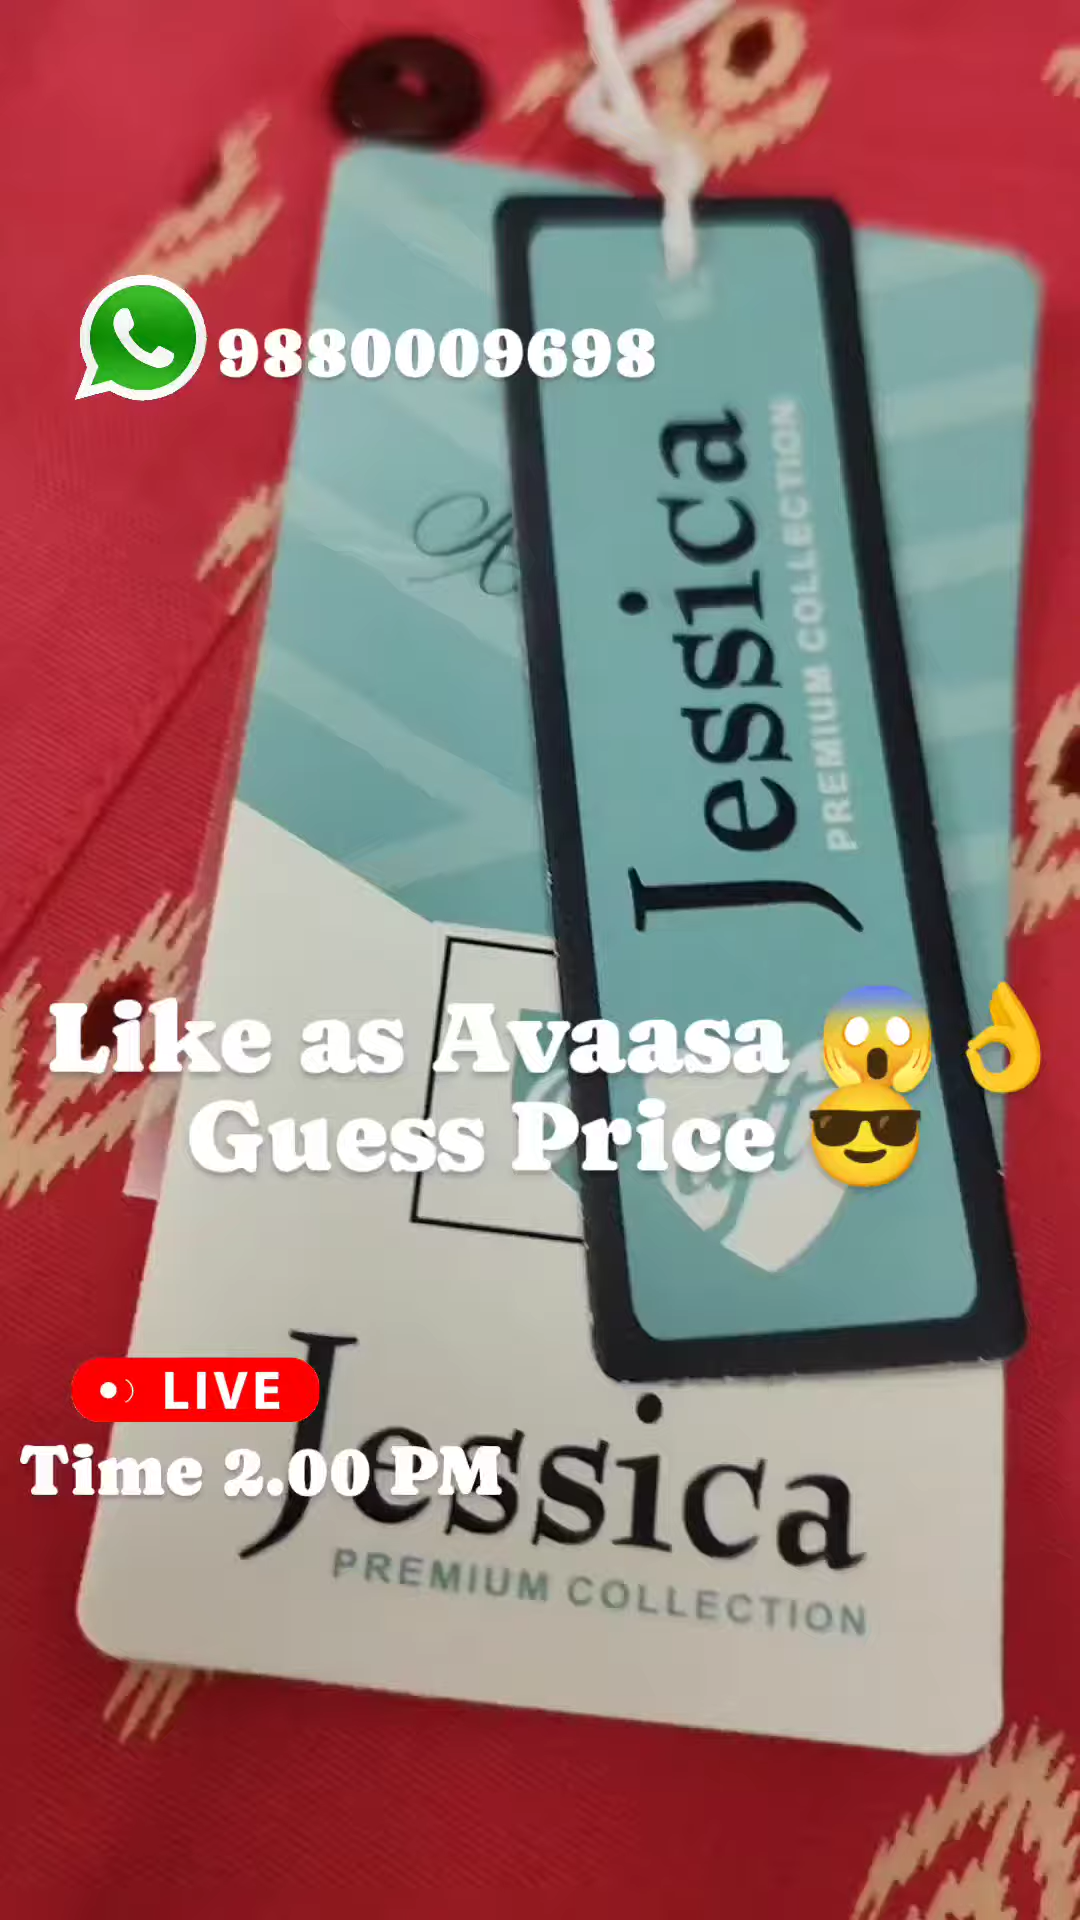 9880009698
Jessica
PREMIUM COLLECTION
Like as Avaasa 😱👌
Guess Price 😎
LIVE
Time 2.00 PM
Jessica
PREMIUM COLLECTION